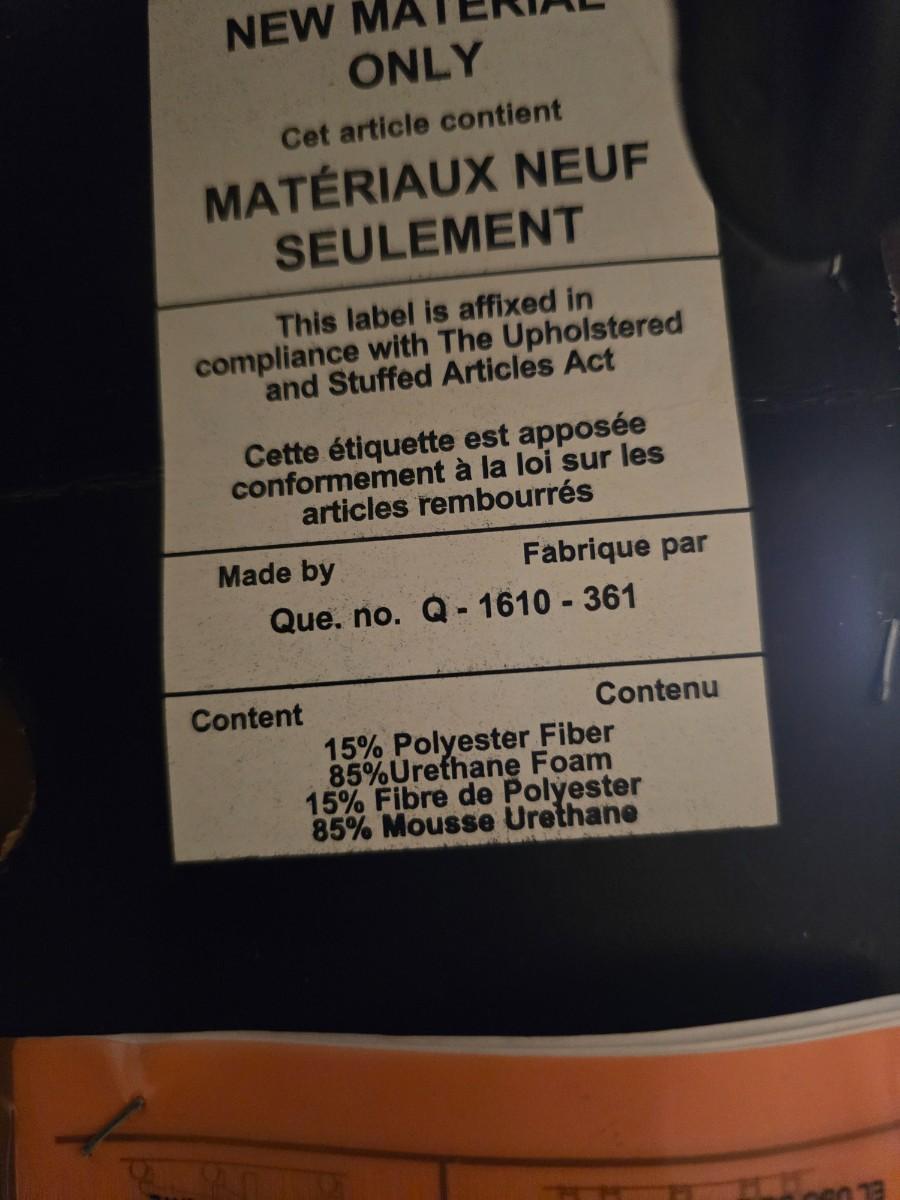 NEW MATERIAL
ONLY
Cet article contient
MATÉRIAUX NEUF
SEULEMENT
This label is affixed in
compliance with The Upholstered
and Stuffed Articles Act
Cette étiquette est apposée
conformement à la loi sur les
articles rembourrés
Made by
Fabrique par
Que. no. Q - 1610 - 361
Content
Contenu
15% Polyester Fiber
85%Urethane Foam
15% Fibre de Polyester
85% Mousse Urethane